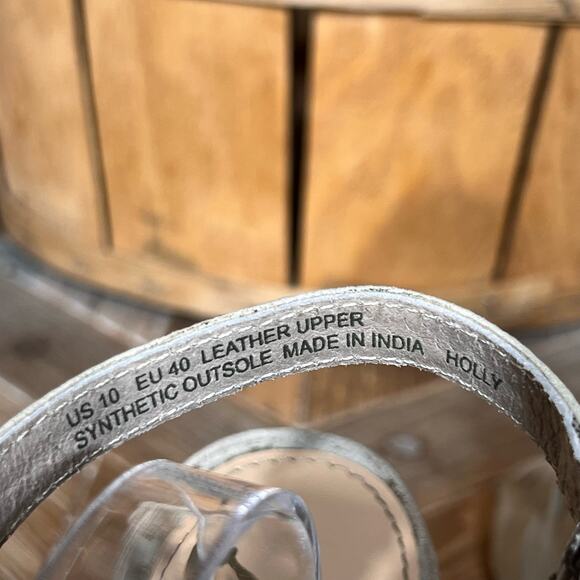 US 10 EU 40 LEATHER UPPER
SYNTHETIC OUTSOLE MADE IN INDIA HOLLY